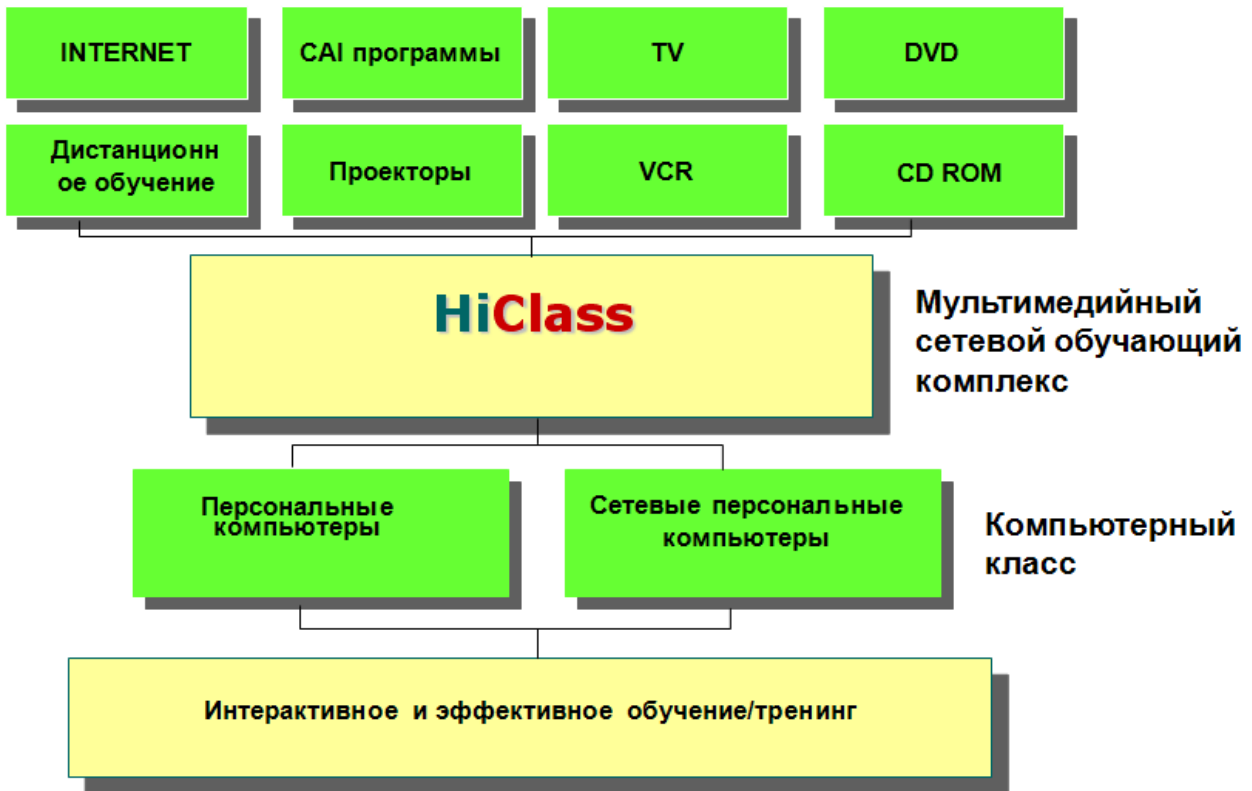 INTERNET
CAI программы
TV
DVD
Дистанционн
ое обучение
Проекторы
VCR
CD ROM
HiClass
Мультимедийный
сетевой обучающий
комплекс
Персональные
компьютеры
Сетевые персональные
компьютеры
Компьютерный
класс
Интерактивное и эффективное обучение/тренинг